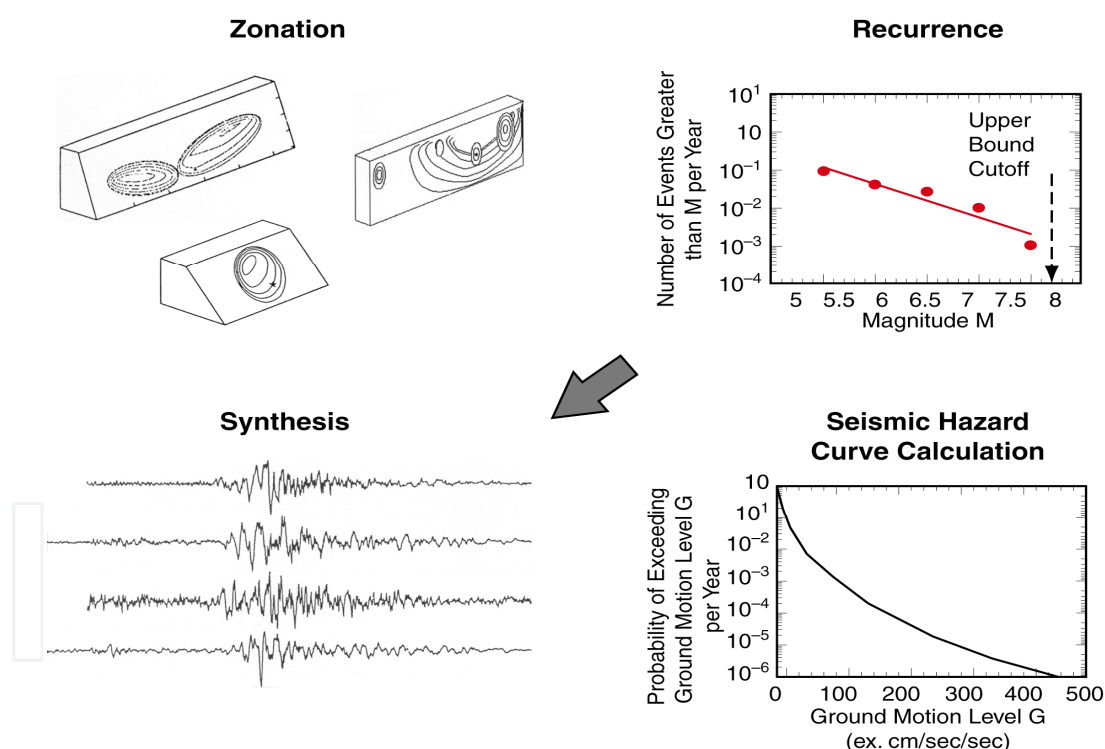 Zonation
Recurrence
Number of Events Greater
than M per Year
10¹
10
10⁻¹
10⁻²
10⁻³
10⁻⁴
Upper
Bound
Cutoff
5 5.5 6 6.5 7 7.5 8
Magnitude M
Synthesis
Seismic Hazard
Curve Calculation
Probability of Exceeding
Ground Motion Level G
per Year
10
10¹
10⁻²
10⁻³
10⁻⁴
10⁻⁵
10⁻⁶
0 100 200 300 400 500
Ground Motion Level G
(ex. cm/sec/sec)